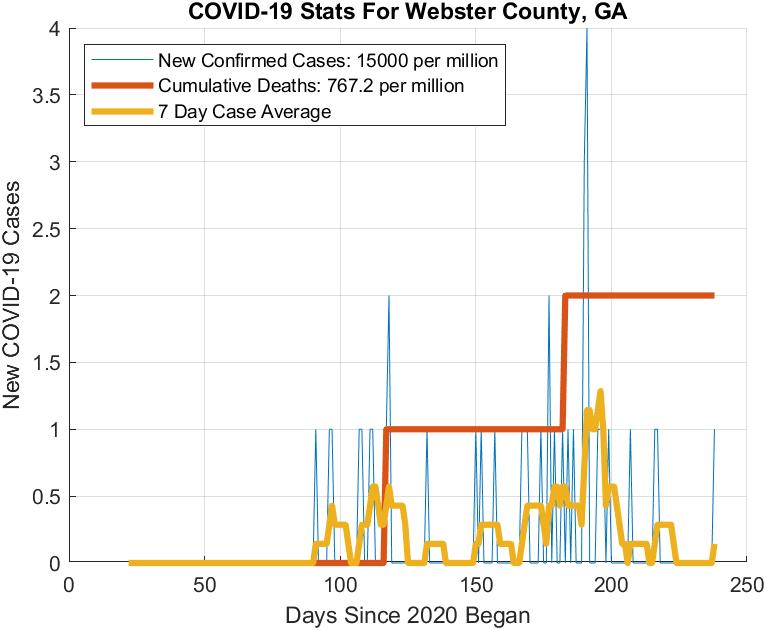 COVID-19 Stats For Webster County, GA
New Confirmed Cases: 15000 per million
Cumulative Deaths: 767.2 per million
7 Day Case Average
New COVID-19 Cases
4
3.5
3
2.5
2
1.5
1
0.5
0
0 50 100 150 200 250
Days Since 2020 Began